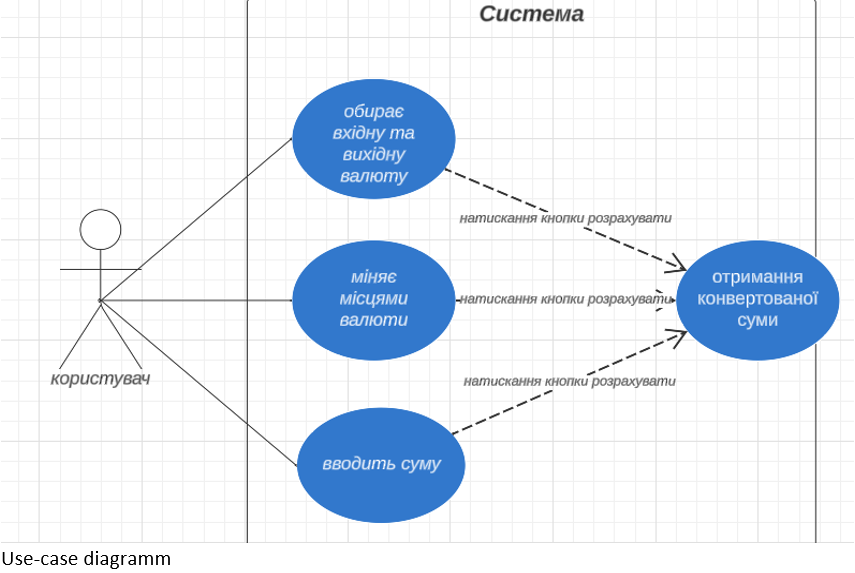 Система
обирає
вхідну та
вихідну
валюту
натискання кнопки розрахувати
міняє
місцями
валюти
натискання кнопки розрахувати
отримання
конвертованої
суми
користувач
натискання кнопки розрахувати
вводить суму
Use-case diagramm